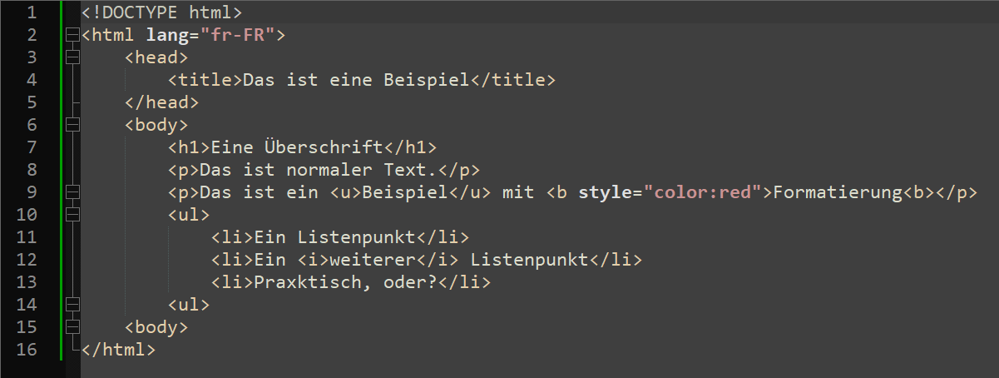 1 <!DOCTYPE html>
2 <html lang="fr-FR">
3 <head>
4 <title>Das ist eine Beispiel</title>
5 </head>
6 <body>
7 <h1>Eine Überschrift</h1>
8 <p>Das ist normaler Text.</p>
9 <p>Das ist ein <u>Beispiel</u> mit <b style="color:red">Formatierung<b></p>
10 <ul>
11 <li>Ein Listenpunkt</li>
12 <li>Ein <i>weiterer</i> Listenpunkt</li>
13 <li>Praxktisch, oder?</li>
14 <ul>
15 <body>
16 </html>